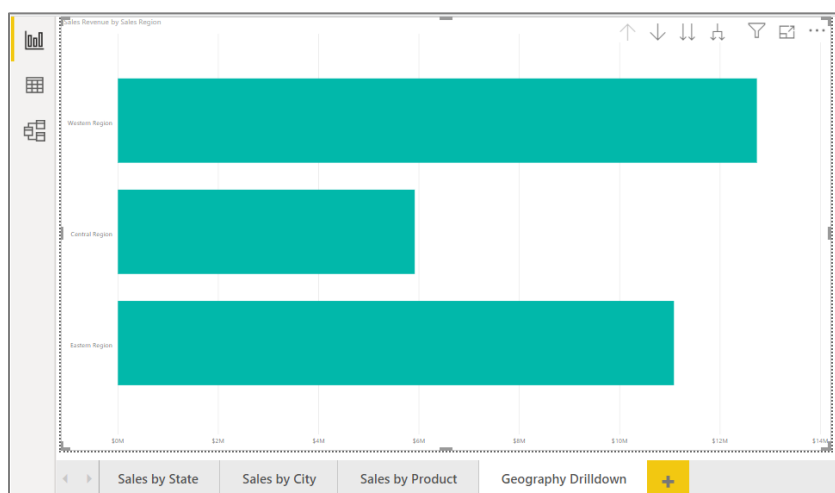 Sales Revenue by Sales Region
Western Region
Central Region
Eastern Region
$0M $2M $4M $6M $8M $10M $12M $14M
Sales by State Sales by City Sales by Product Geography Drilldown